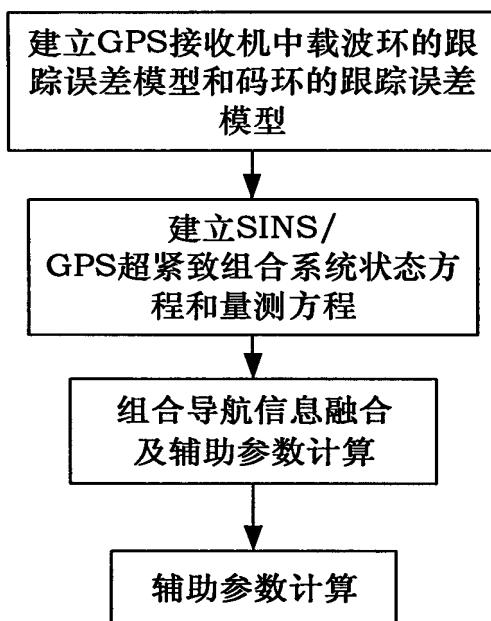 建立GPS接收机中载波环的跟
踪误差模型和码环的跟踪误差
模型
建立SINS/
GPS超紧致组合系统状态方
程和量测方程
组合导航信息融合
及辅助参数计算
辅助参数计算